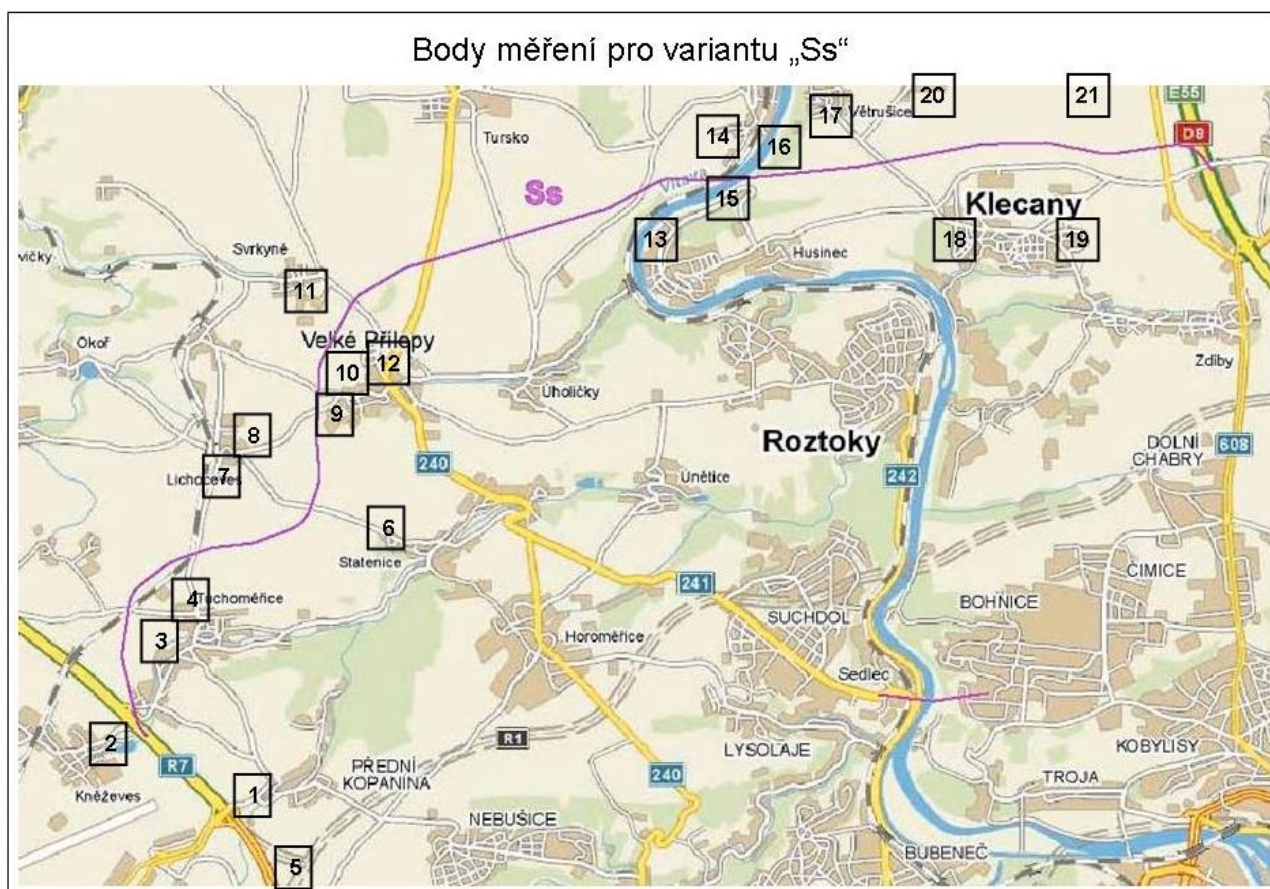 Body měření pro variantu „Ss“
20
21
E55
17
Větrušice
14
Tursko
16
D8
Ss
Vltava
15
Klecany
13
18
19
Husinec
Svrkyně
vičky
11
Okoř
Velké Přílepy
12
10
Zdiby
Úholičky
9
8
Roztoky
DOLNÍ
CHABRY
608
240
7
Lichoceves
Únětice
242
6
Statenice
241
ČIMICE
4
Tuchoměřice
SUCHDOL
BOHNICE
3
Horoměřice
Sedlec
2
R1
LYSOLAJE
KOBYLISY
R7
PŘEDNÍ
KOPANINA
240
TROJA
1
Kněževes
NEBUŠICE
BUBENEČ
5